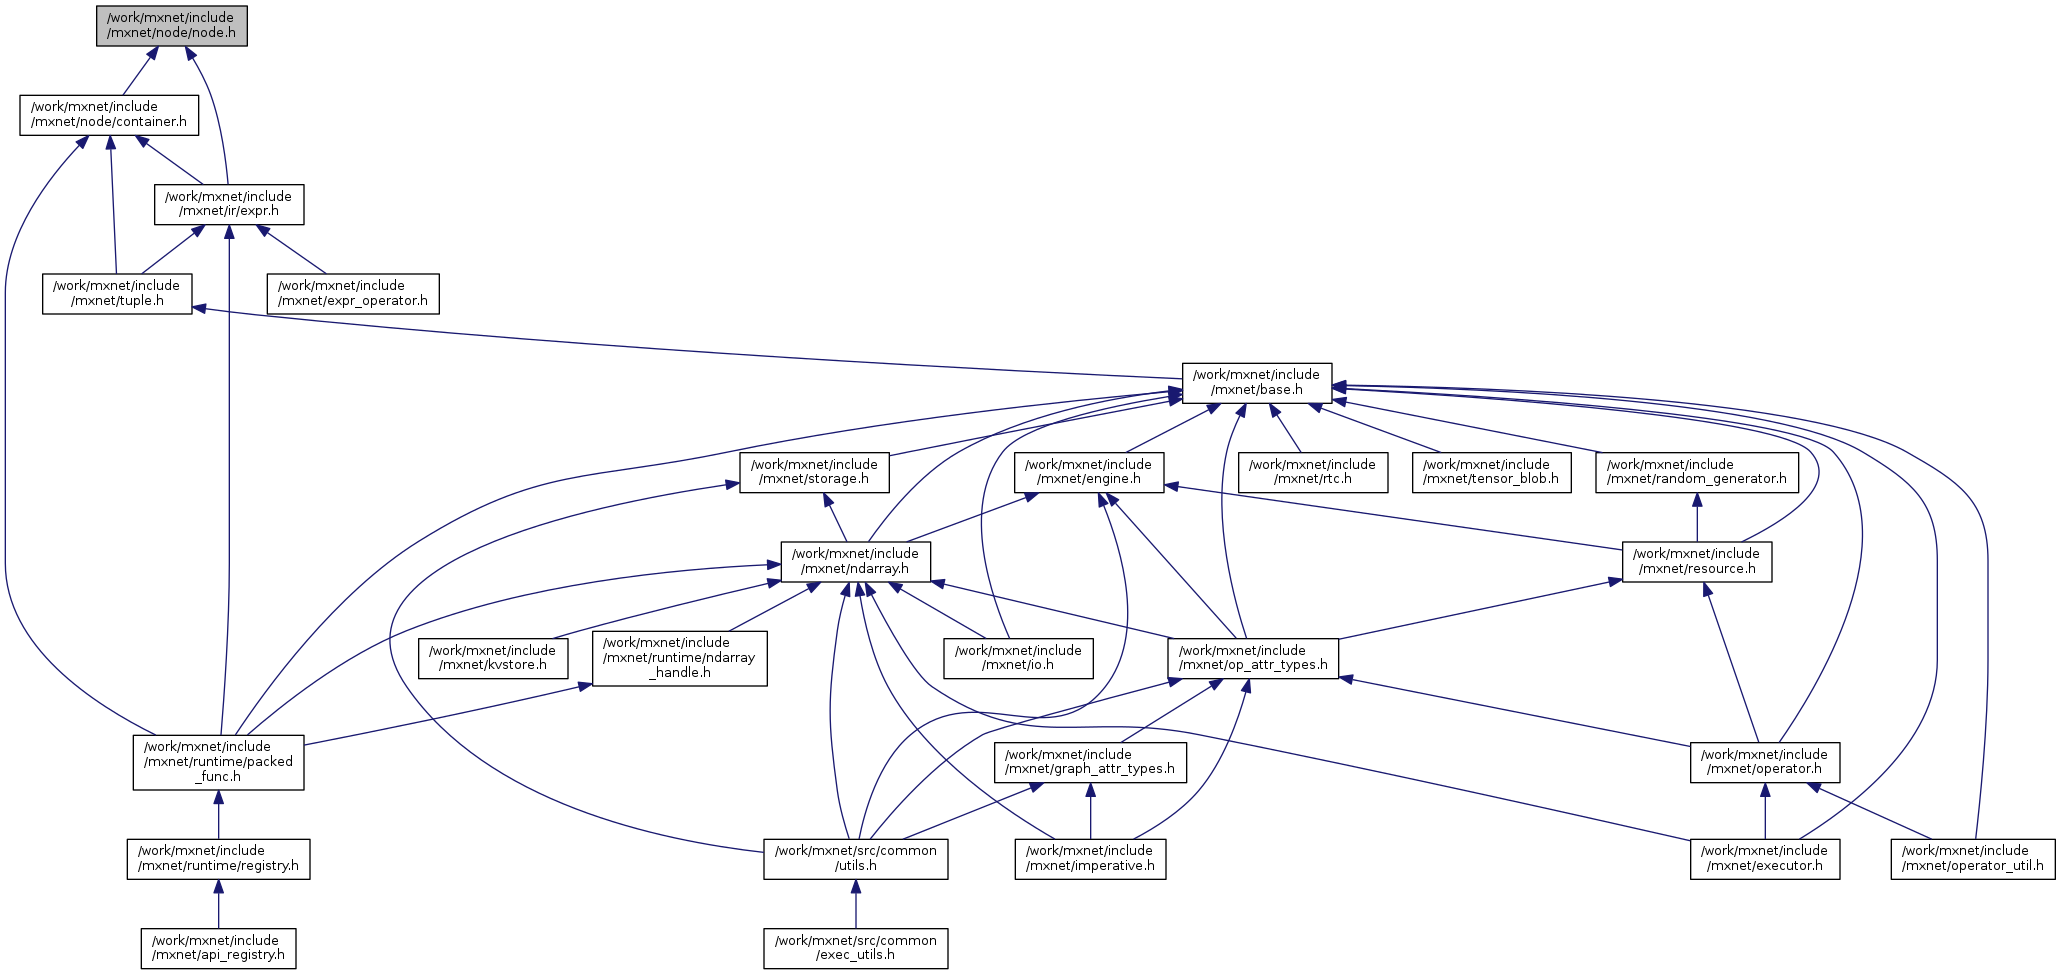 /work/mxnet/include
/mxnet/node/node.h
/work/mxnet/include
/mxnet/node/container.h
/work/mxnet/include
/mxnet/ir/expr.h
/work/mxnet/include
/mxnet/tuple.h
/work/mxnet/include
/mxnet/expr_operator.h
/work/mxnet/include
/mxnet/base.h
/work/mxnet/include
/mxnet/storage.h
/work/mxnet/include
/mxnet/engine.h
/work/mxnet/include
/mxnet/rtc.h
/work/mxnet/include
/mxnet/tensor_blob.h
/work/mxnet/include
/mxnet/random_generator.h
/work/mxnet/include
/mxnet/ndarray.h
/work/mxnet/include
/mxnet/resource.h
/work/mxnet/include
/mxnet/kvstore.h
/work/mxnet/include
/mxnet/runtime/ndarray
_handle.h
/work/mxnet/include
/mxnet/io.h
/work/mxnet/include
/mxnet/op_attr_types.h
/work/mxnet/include
/mxnet/runtime/packed
_func.h
/work/mxnet/include
/mxnet/graph_attr_types.h
/work/mxnet/include
/mxnet/operator.h
/work/mxnet/include
/mxnet/runtime/registry.h
/work/mxnet/src/common
/utils.h
/work/mxnet/include
/mxnet/imperative.h
/work/mxnet/include
/mxnet/executor.h
/work/mxnet/include
/mxnet/operator_util.h
/work/mxnet/include
/mxnet/api_registry.h
/work/mxnet/src/common
/exec_utils.h